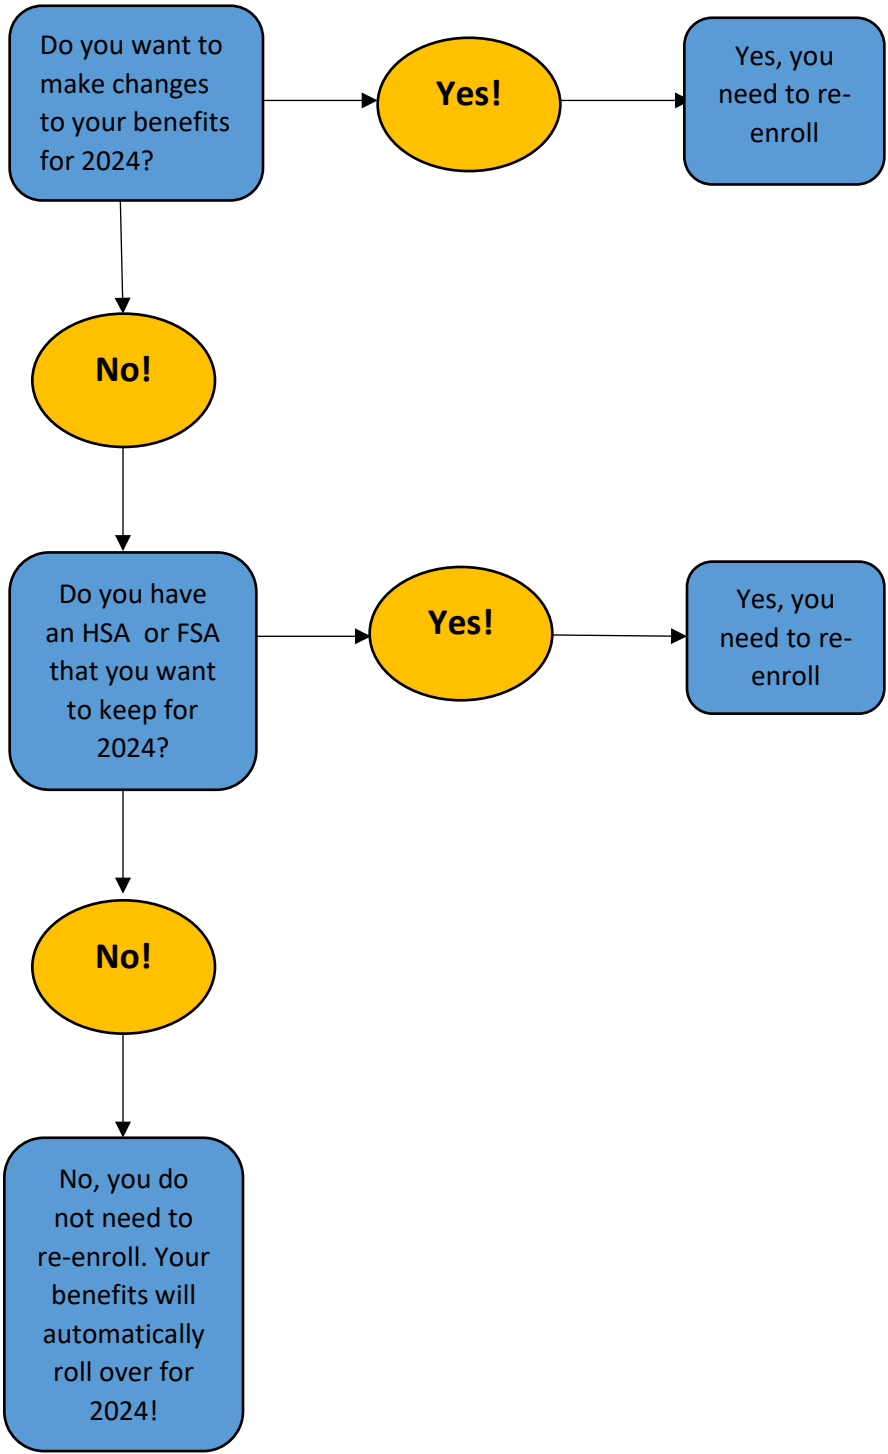 Do you want to
make changes
to your benefits
for 2024?
Yes!
Yes, you
need to re-
enroll
No!
Do you have
an HSA  or FSA
that you want
to keep for
2024?
Yes!
Yes, you
need to re-
enroll
No!
No, you do
not need to
re-enroll. Your
benefits will
automatically
roll over for
2024!